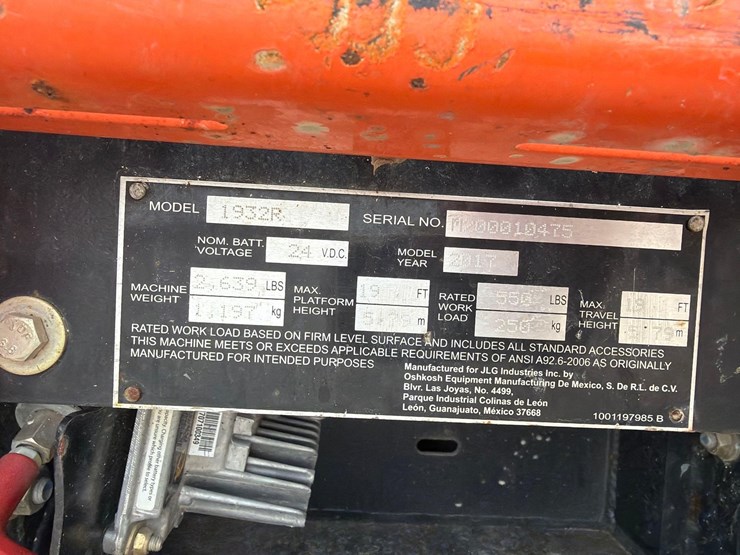 MODEL 1932R SERIAL NO. M200010475
NOM. BATT. VOLTAGE 24 V.D.C. MODEL YEAR 2017
MACHINE WEIGHT 2,639 LBS 1,197 kg
MAX. PLATFORM HEIGHT 19 FT 5.79 m
RATED WORK LOAD 550 LBS 250 kg
MAX. TRAVEL HEIGHT 19 FT 5.79 m
RATED WORK LOAD BASED ON FIRM LEVEL SURFACE AND INCLUDES ALL STANDARD ACCESSORIES
THIS MACHINE MEETS OR EXCEEDS APPLICABLE REQUIREMENTS OF ANSI A92.6-2006 AS ORIGINALLY
MANUFACTURED FOR INTENDED PURPOSES
Manufactured for JLG Industries Inc. by
Oshkosh Equipment Manufacturing De Mexico, S. De R.L. de C.V.
Blvr. Las Joyas, No. 4499,
Parque Industrial Colinas de León
León, Guanajuato, México 37668
1001197985 B